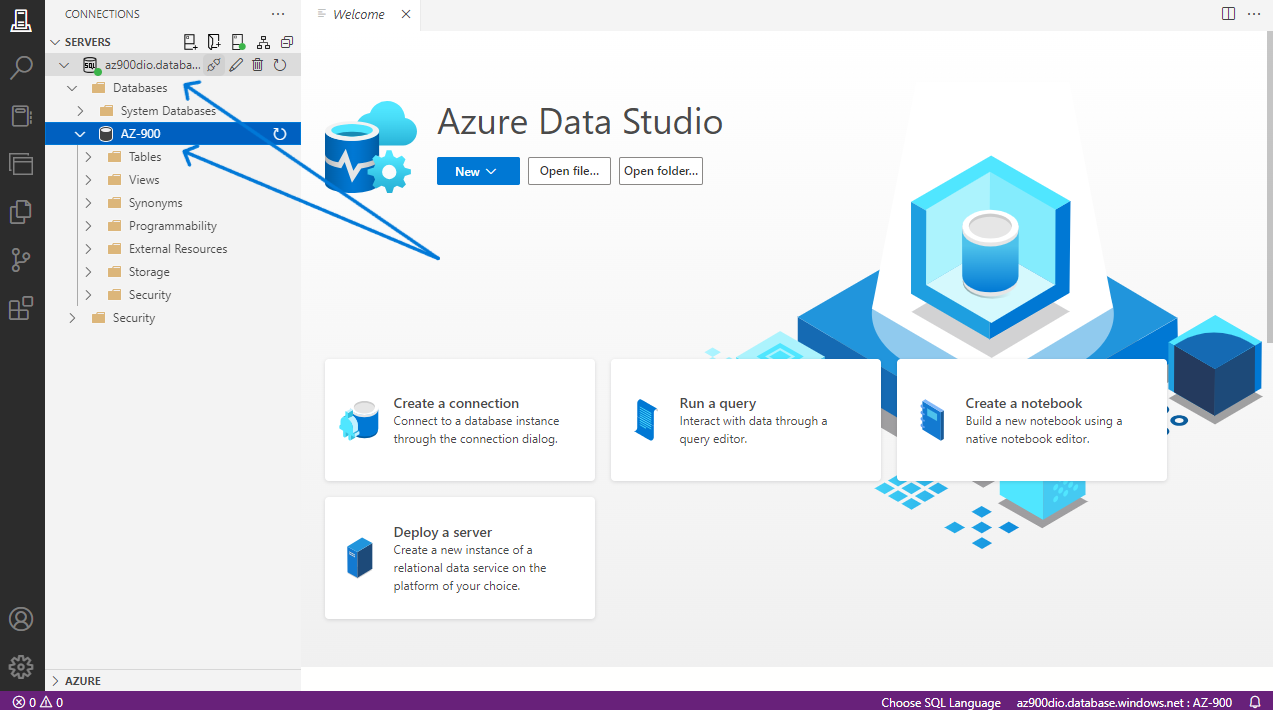 CONNECTIONS
Welcome
SERVERS
az900dio.databa...
Databases
System Databases
AZ-900
Tables
Views
Synonyms
Programmability
External Resources
Storage
Security
Security
AZURE
Azure Data Studio
New
Open file...
Open folder...
Create a connection
Connect to a database instance
through the connection dialog.
Run a query
Interact with data through a
query editor.
Create a notebook
Build a new notebook using a
native notebook editor.
Deploy a server
Create a new instance of a
relational data service on the
platform of your choice.
0 0
Choose SQL Language
az900dio.database.windows.net : AZ-900